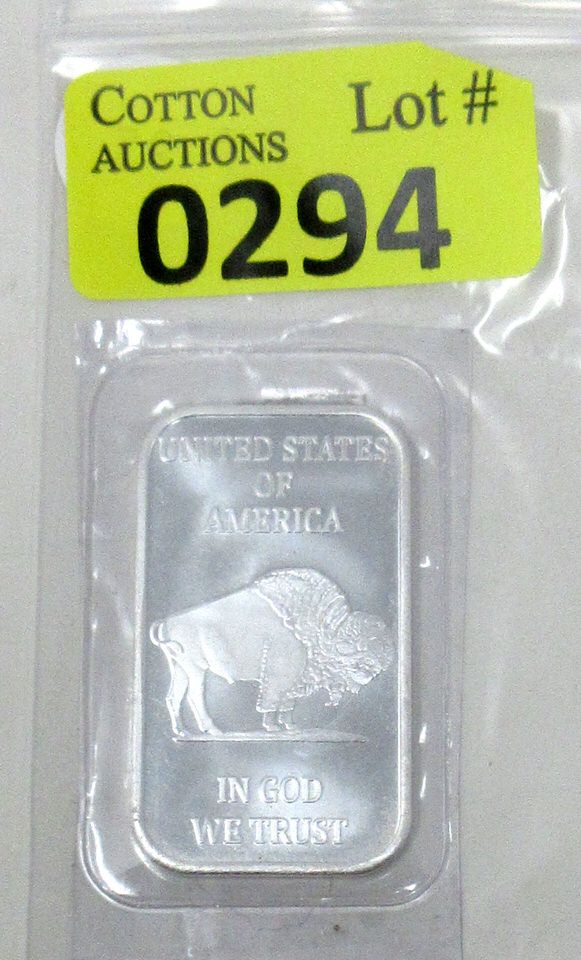 COTTON
AUCTIONS
Lot #
0294
UNITED STATES
OF
AMERICA
IN GOD
WE TRUST